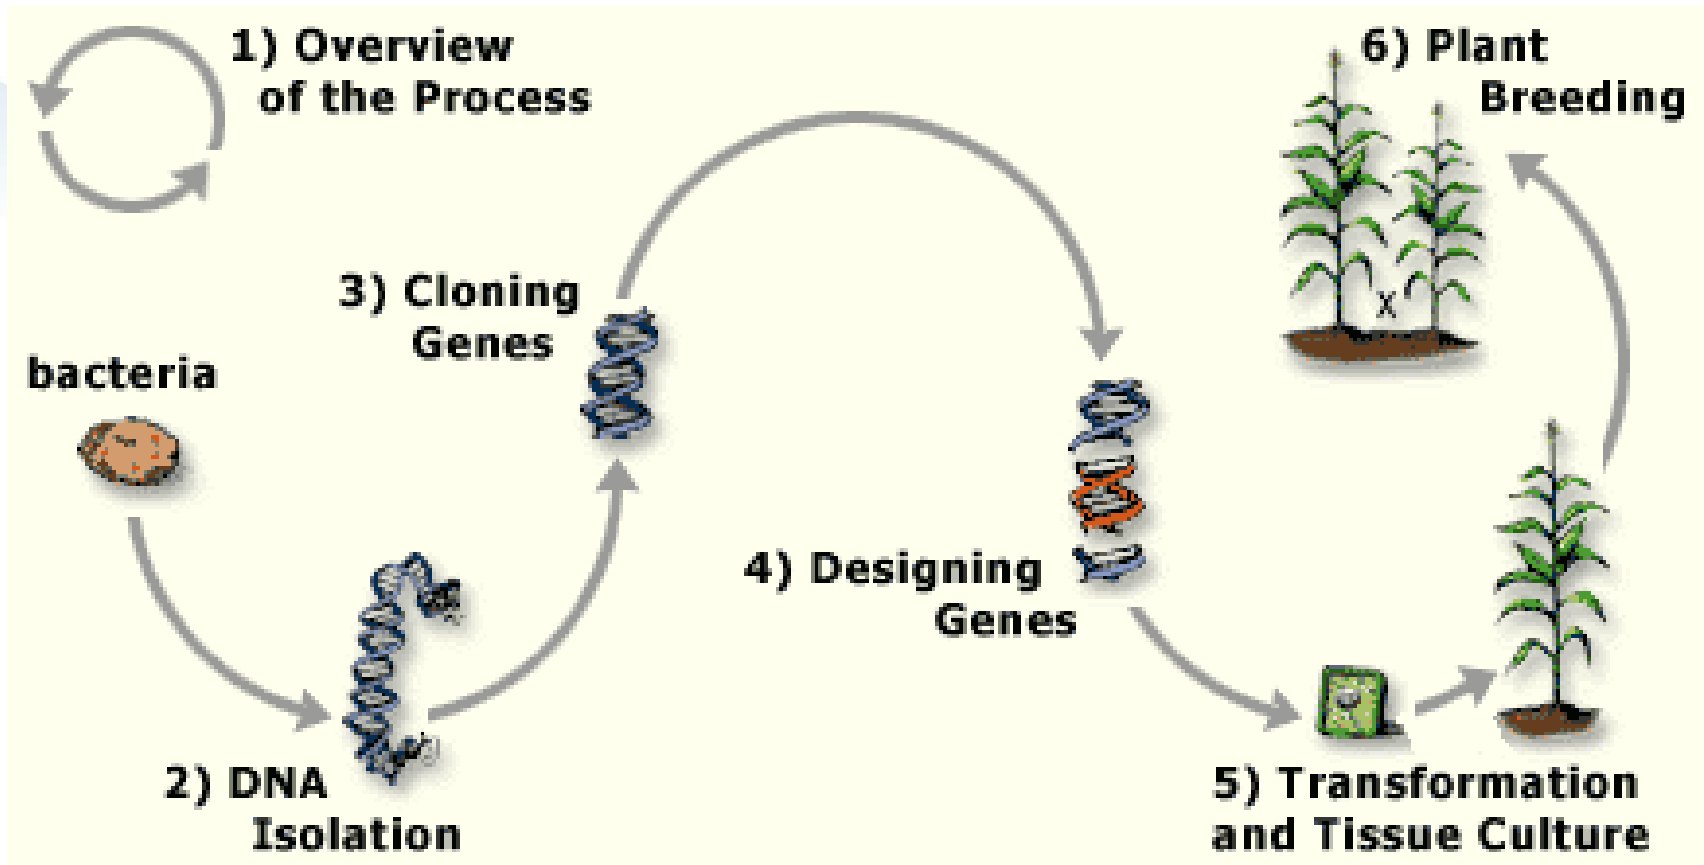 1) Overview
of the Process
bacteria
2) DNA
Isolation
3) Cloning
Genes
4) Designing
Genes
5) Transformation
and Tissue Culture
6) Plant
Breeding
X